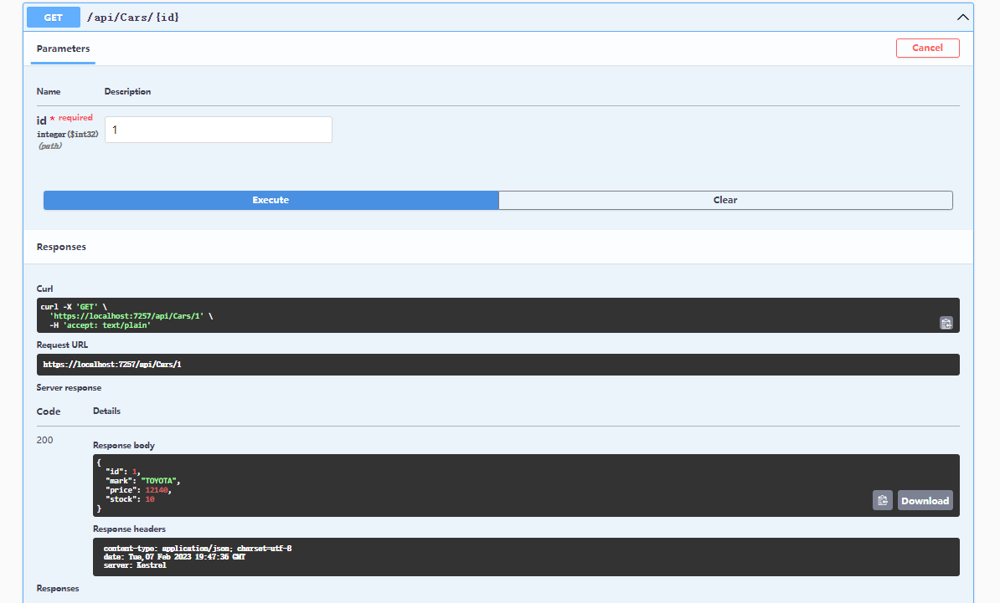 GET /api/Cars/{id}
Parameters
Cancel
Name Description
id * required
integer($int32)
(path)
1
Execute Clear
Responses
Curl
curl -X 'GET' \
'https://localhost:7257/api/Cars/1' \
-H 'accept: text/plain'
Request URL
https://localhost:7257/api/Cars/1
Server response
Code Details
200
Response body
{
"id": 1,
"mark": "TOYOTA",
"price": 12140,
"stock": 10
}
Download
Response headers
content-type: application/json; charset=utf-8
date: Tue,07 Feb 2023 19:47:36 GMT
server: Kestrel
Responses